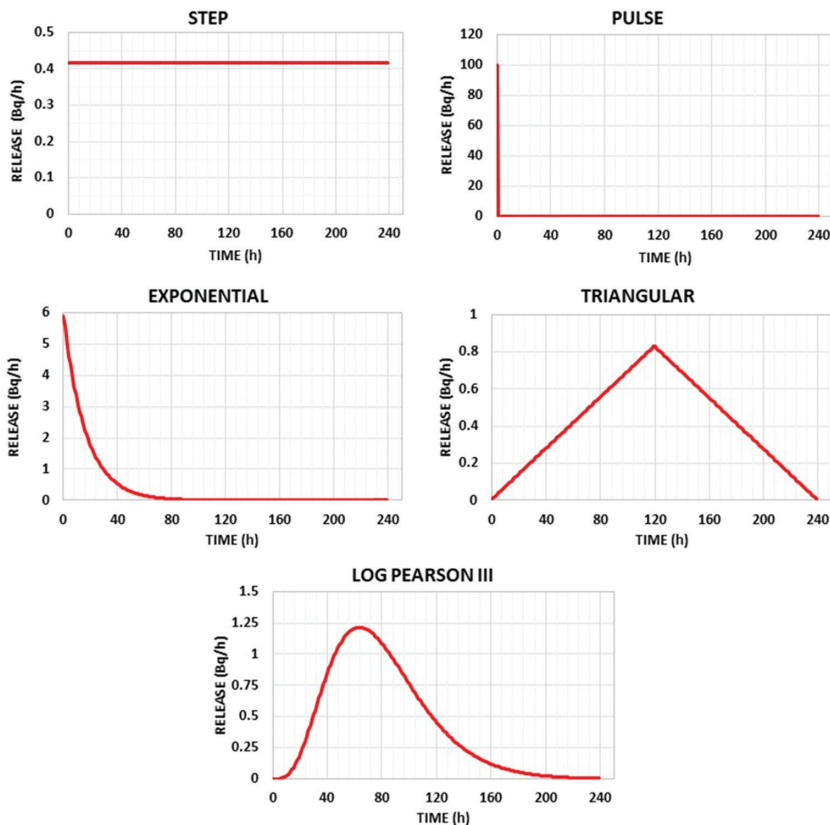 STEP
0.5
0.4
0.3
0.2
0.1
0
RELEASE (Bq/h)
0 40 80 120 160 200 240
TIME (h)
PULSE
120
100
80
60
40
20
0
RELEASE (Bq/h)
0 40 80 120 160 200 240
TIME (h)
EXPONENTIAL
6
5
4
3
2
1
0
RELEASE (Bq/h)
0 40 80 120 160 200 240
TIME (h)
TRIANGULAR
1
0.8
0.6
0.4
0.2
0
RELEASE (Bq/h)
0 40 80 120 160 200 240
TIME (h)
LOG PEARSON III
1.5
1.25
1
0.75
0.5
0.25
0
RELEASE (Bq/h)
0 40 80 120 160 200 240
TIME (h)